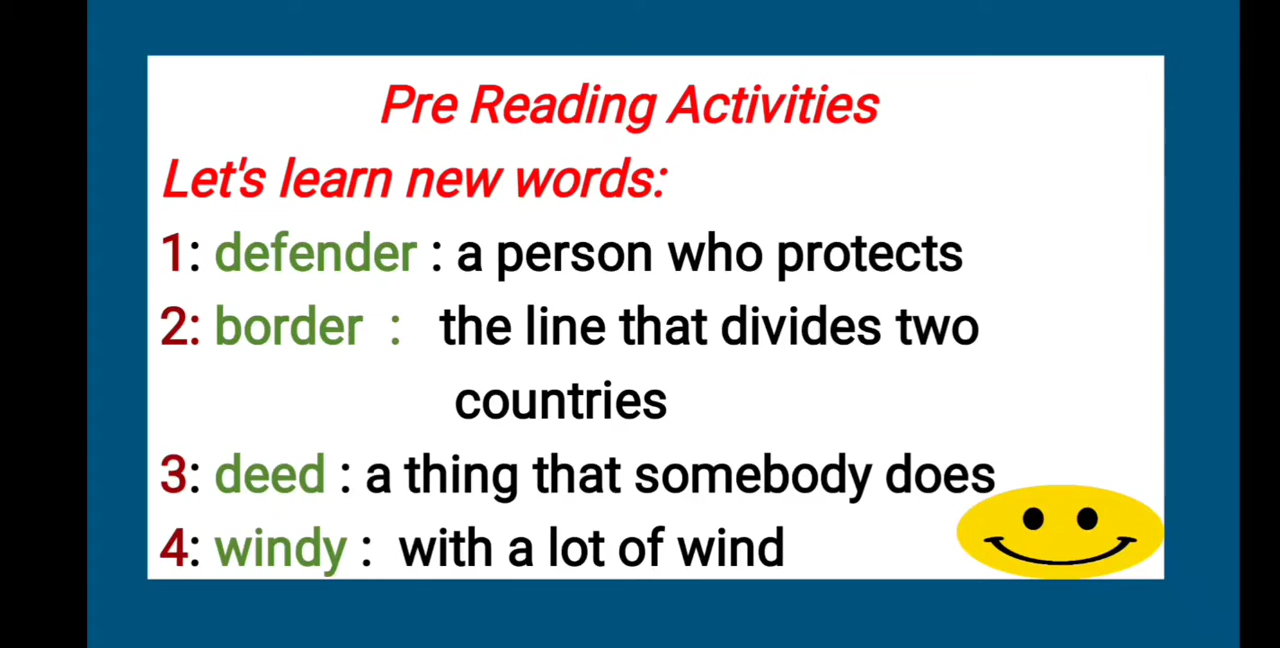 Pre Reading Activities
Let's learn new words:
1: defender : a person who protects
2: border : the line that divides two
countries
3: deed : a thing that somebody does
4: windy : with a lot of wind